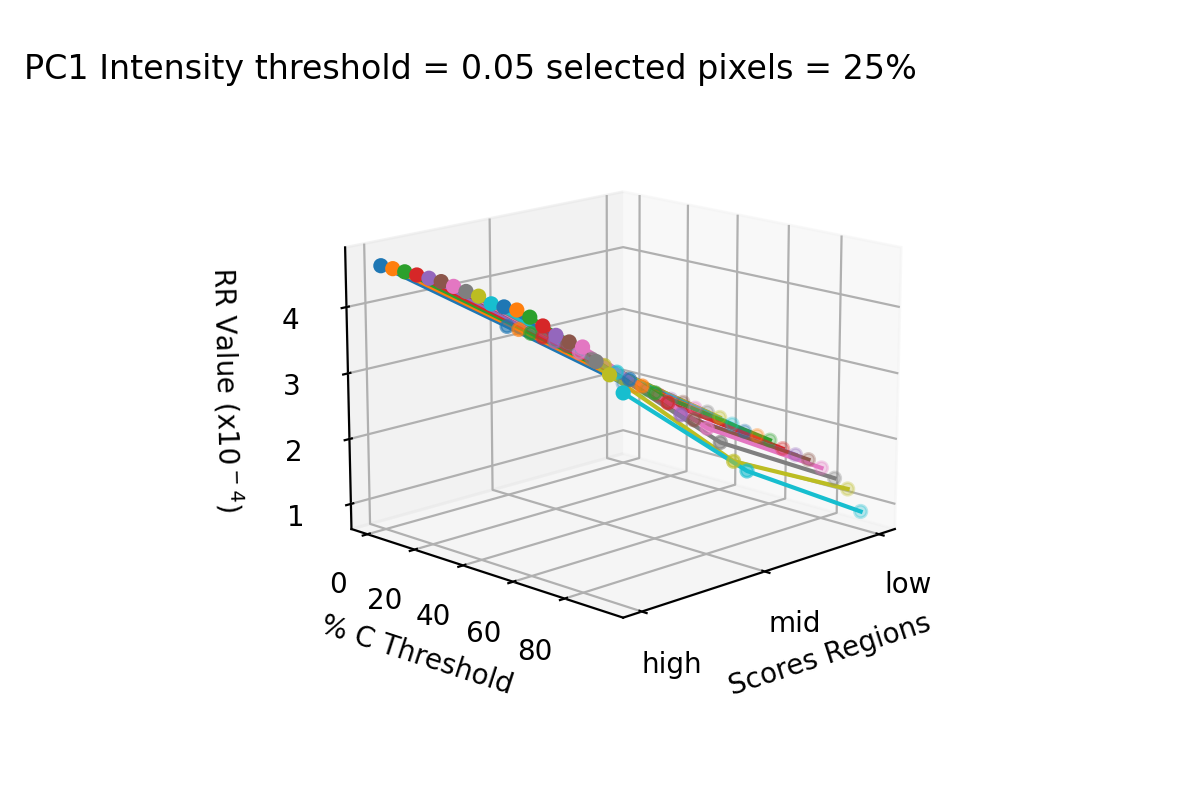 PC1 Intensity threshold = 0.05 selected pixels = 25%
RR Value (x10⁻⁴)
4
3
2
1
0
20
40
60
80
% C Threshold
high
mid
low
Scores Regions